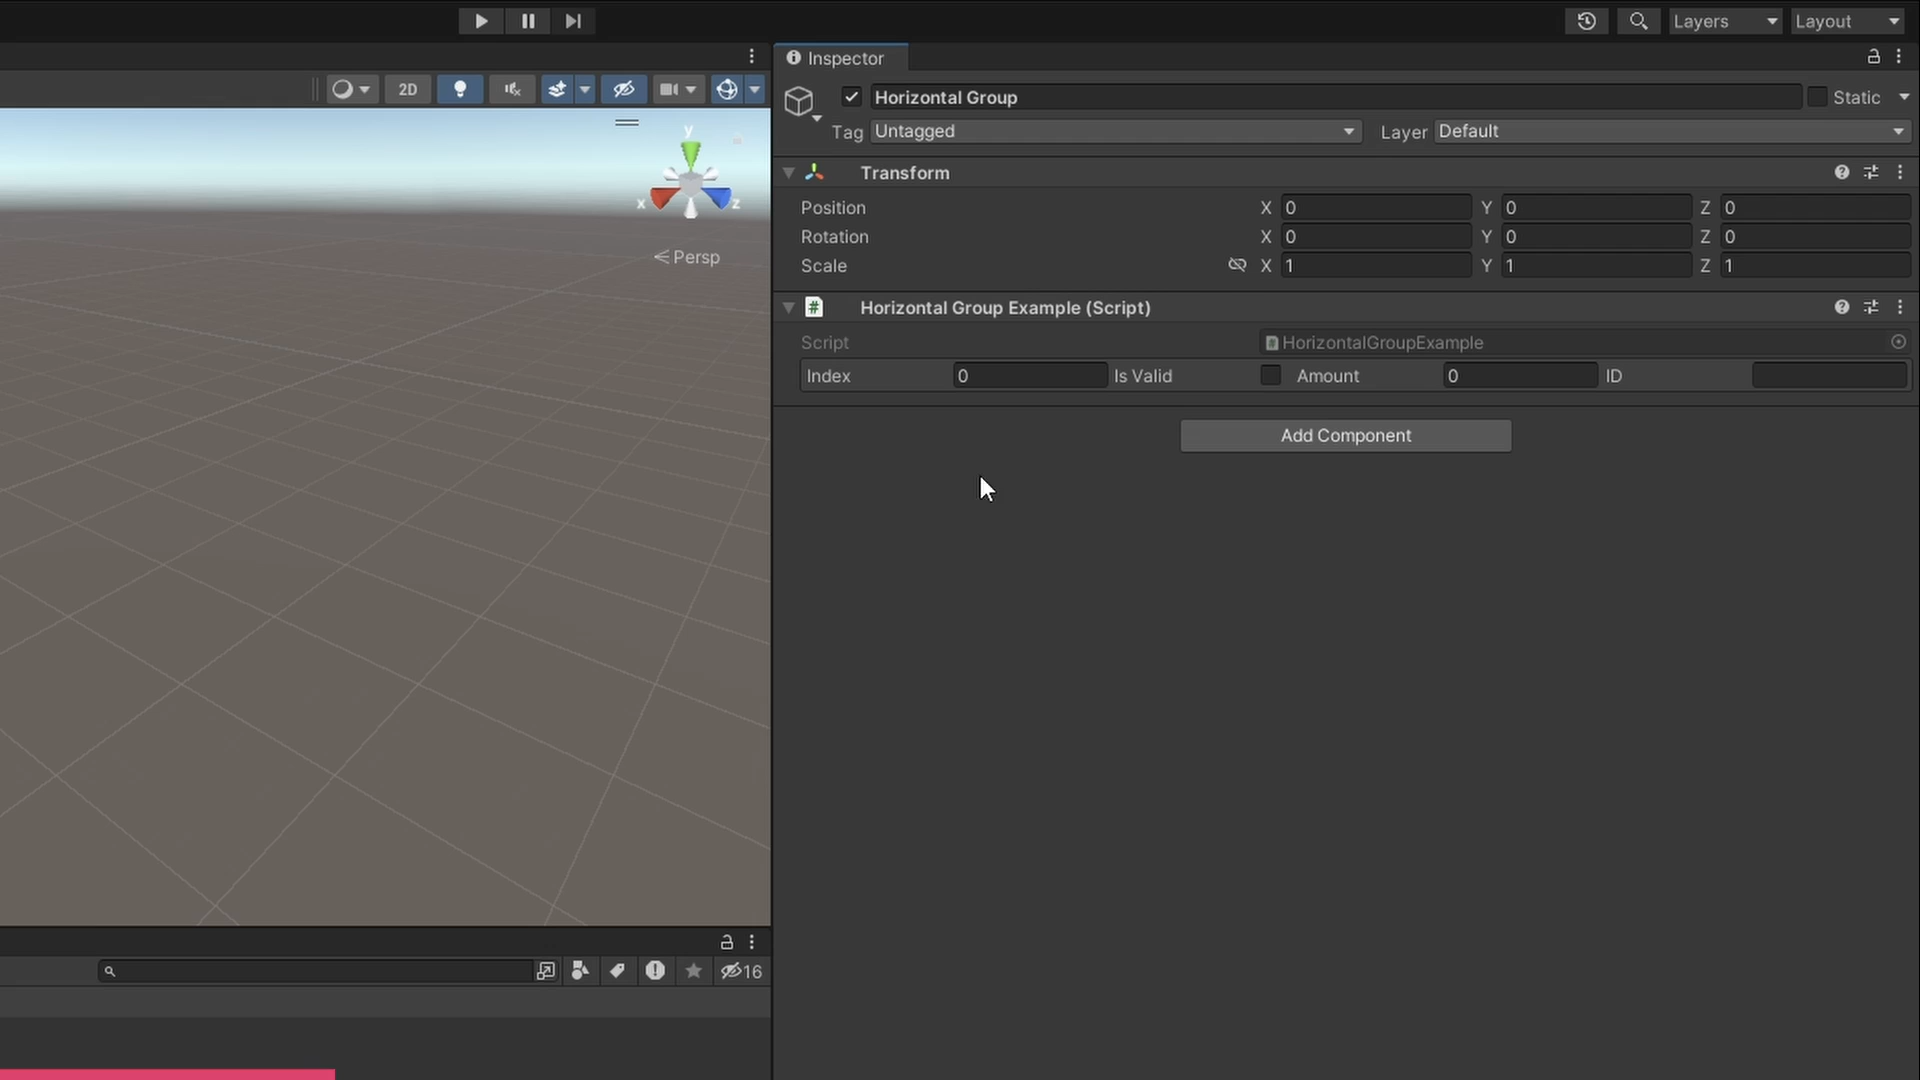 Layers
Layout
Inspector
2D
Horizontal Group
Static
Tag Untagged Layer Default
y
x
z
Persp
Transform
Position X 0 Y 0 Z 0
Rotation X 0 Y 0 Z 0
Scale X 1 Y 1 Z 1
Horizontal Group Example (Script)
Script HorizontalGroupExample
Index 0 Is Valid Amount 0 ID
Add Component
16